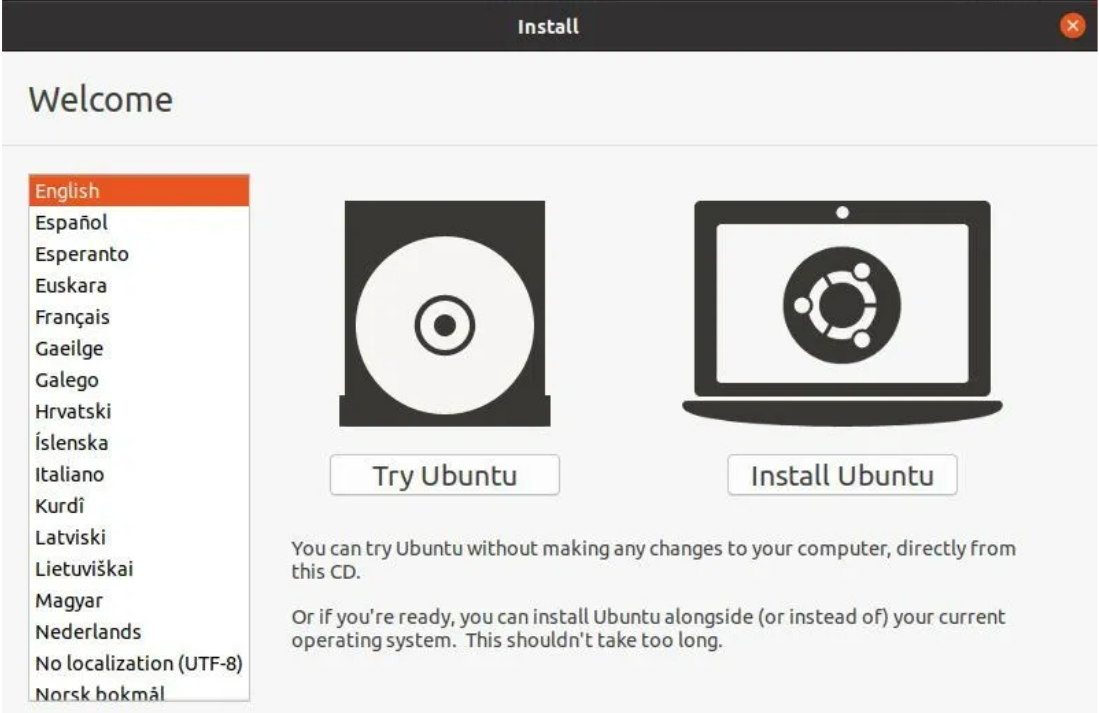 Install
Welcome
English
Español
Esperanto
Euskara
Français
Gaeilge
Galego
Hrvatski
Íslenska
Italiano
Kurdî
Latviski
Lietuviškai
Magyar
Nederlands
No localization (UTF-8)
Norsk bokmål
Try Ubuntu
Install Ubuntu
You can try Ubuntu without making any changes to your computer, directly from
this CD.
Or if you're ready, you can install Ubuntu alongside (or instead of) your current
operating system. This shouldn't take too long.